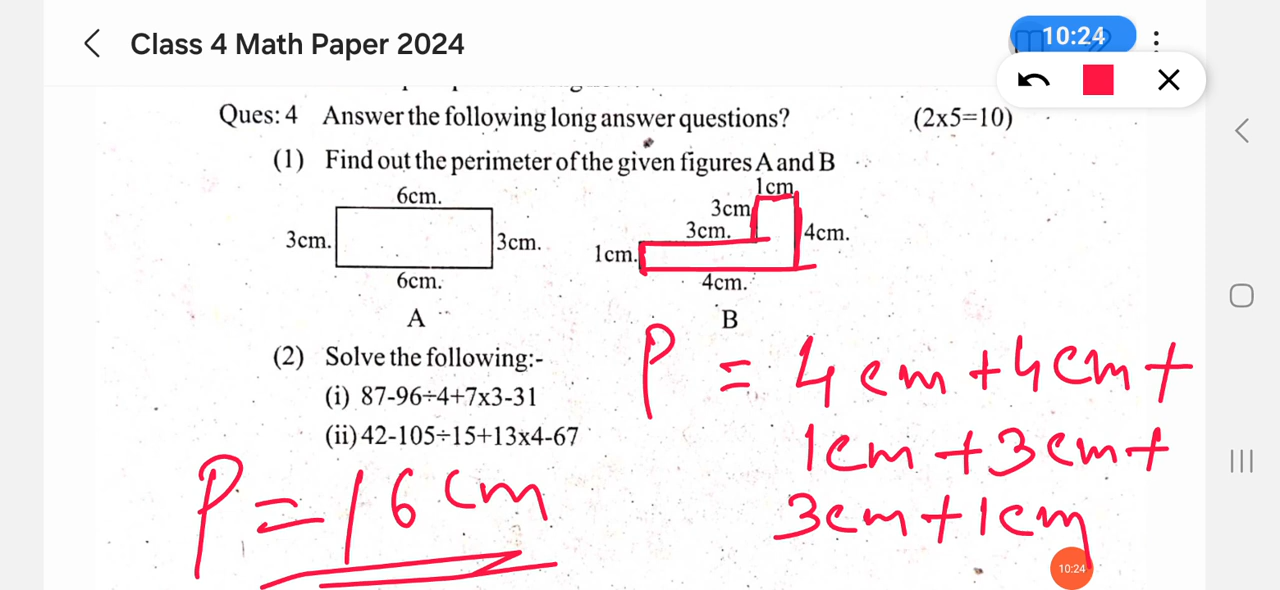 Class 4 Math Paper 2024
10:24
Ques: 4 Answer the following long answer questions? (2x5=10)
(1) Find out the perimeter of the given figures A and B
6cm.
3cm.
3cm.
6cm.
A
1cm.
3cm
3cm.
4cm.
1cm.
4cm.
B
(2) Solve the following:-
(i) 87-96÷4+7x3-31
(ii) 42-105÷15+13x4-67
P = 4cm+4cm+
1cm+3cm+
3cm+1cm
P=16cm
10:24